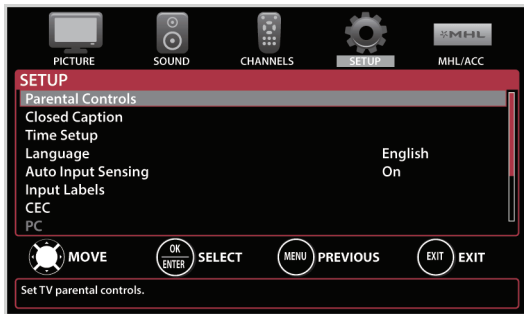 MHL
PICTURE SOUND CHANNELS SETUP MHL/ACC
SETUP
Parental Controls
Closed Caption
Time Setup
Language English
Auto Input Sensing On
Input Labels
CEC
PC
MOVE OK ENTER SELECT MENU PREVIOUS EXIT EXIT
Set TV parental controls.